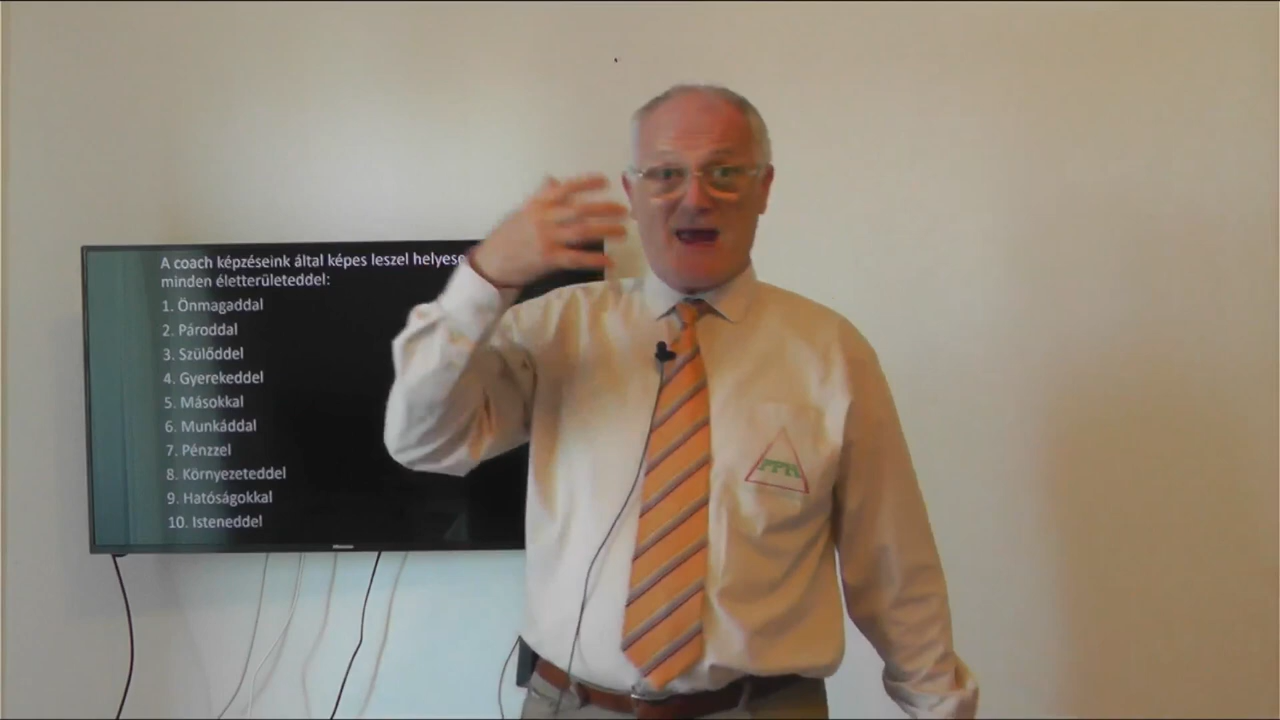 A coach képzéseink által képes leszel helyese
minden életterületeddel:
1. Önmagaddal
2. Pároddal
3. Szülőddel
4. Gyerekeddel
5. Másokkal
6. Munkáddal
7. Pénzzel
8. Környezeteddel
9. Hatóságokkal
10. Isteneddel